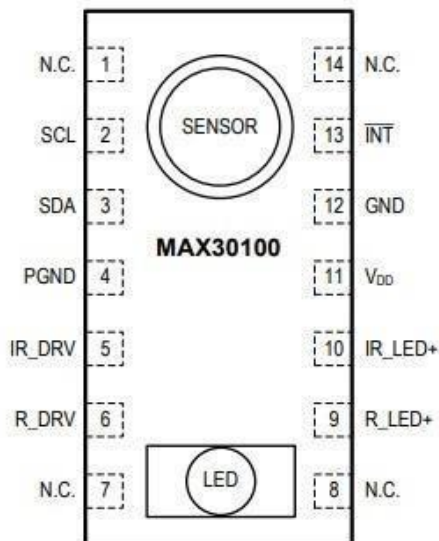 N.C. 1 14 N.C.
SENSOR
SCL 2 13 INT
SDA 3 12 GND
MAX30100
PGND 4 11 VDD
IR_DRV 5 10 IR_LED+
R_DRV 6 9 R_LED+
LED
N.C. 7 8 N.C.